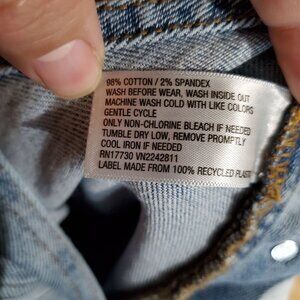 98% COTTON / 2% SPANDEX
WASH BEFORE WEAR, WASH INSIDE OUT
MACHINE WASH COLD WITH LIKE COLORS
GENTLE CYCLE
ONLY NON-CHLORINE BLEACH IF NEEDED
TUMBLE DRY LOW, REMOVE PROMPTLY
COOL IRON IF NEEDED
RN17730 VN2242811
LABEL MADE FROM 100% RECYCLED PLASTI